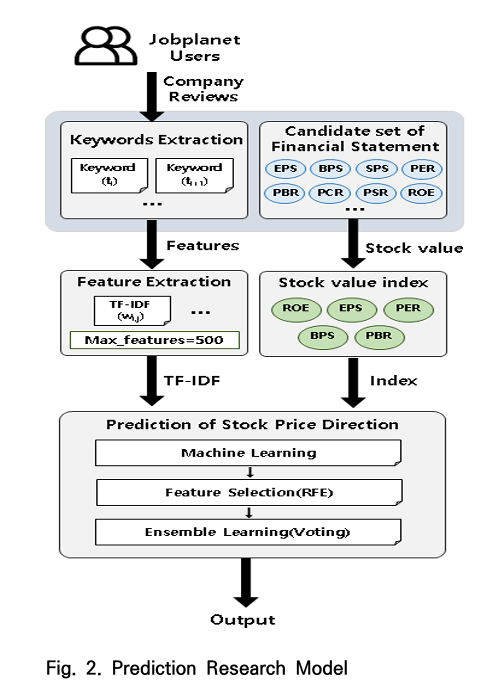 Jobplanet
Users
Company
Reviews
Keywords Extraction
Keyword
(tᵢ)
Keyword
(tᵢ₊₁)
...
Candidate set of
Financial Statement
EPS BPS SPS PER
PBR PCR PSR ROE
...
Features
Stock value
Feature Extraction
TF-IDF
(wᵢ,ⱼ)
...
Max_features=500
Stock value index
ROE EPS PER
BPS PBR
TF-IDF
Index
Prediction of Stock Price Direction
Machine Learning
Feature Selection(RFE)
Ensemble Learning(Voting)
Output
Fig. 2. Prediction Research Model